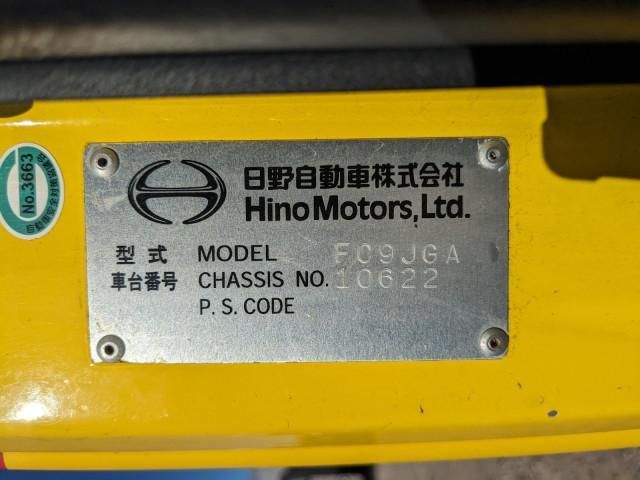 日野自動車株式会社
Hino Motors, Ltd.
型式 MODEL FC9JGA
車台番号 CHASSIS NO. 10622
P.S. CODE
No.3663